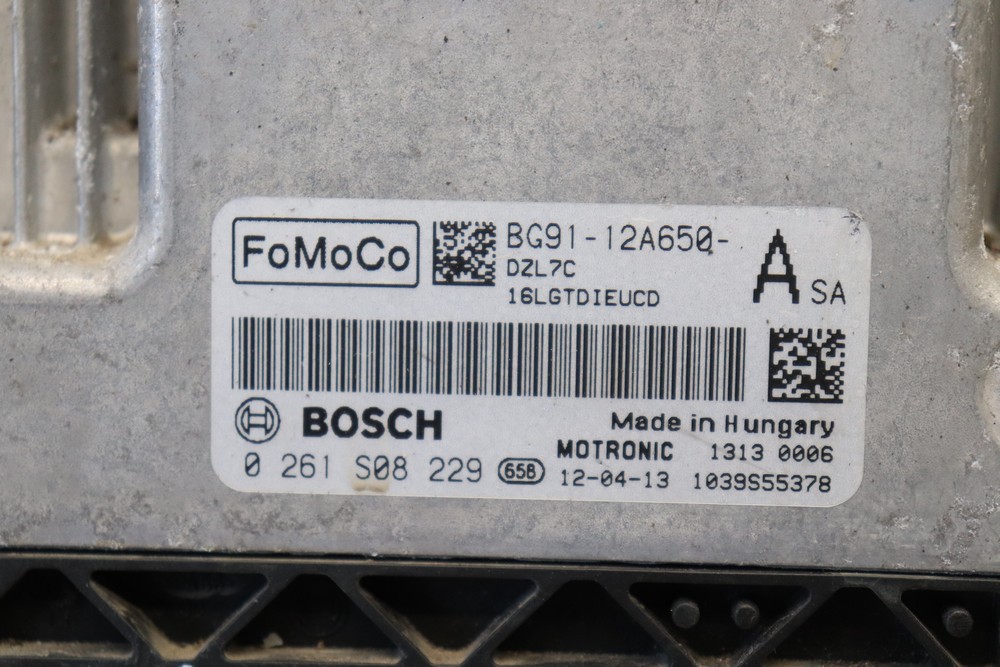 FoMoCo
BG91-12A650-
DZL7C
16LGTDIEUCD
A SA
BOSCH
Made in Hungary
MOTRONIC 1313 0006
0 261 S08 229 65B 12-04-13 1039S55378